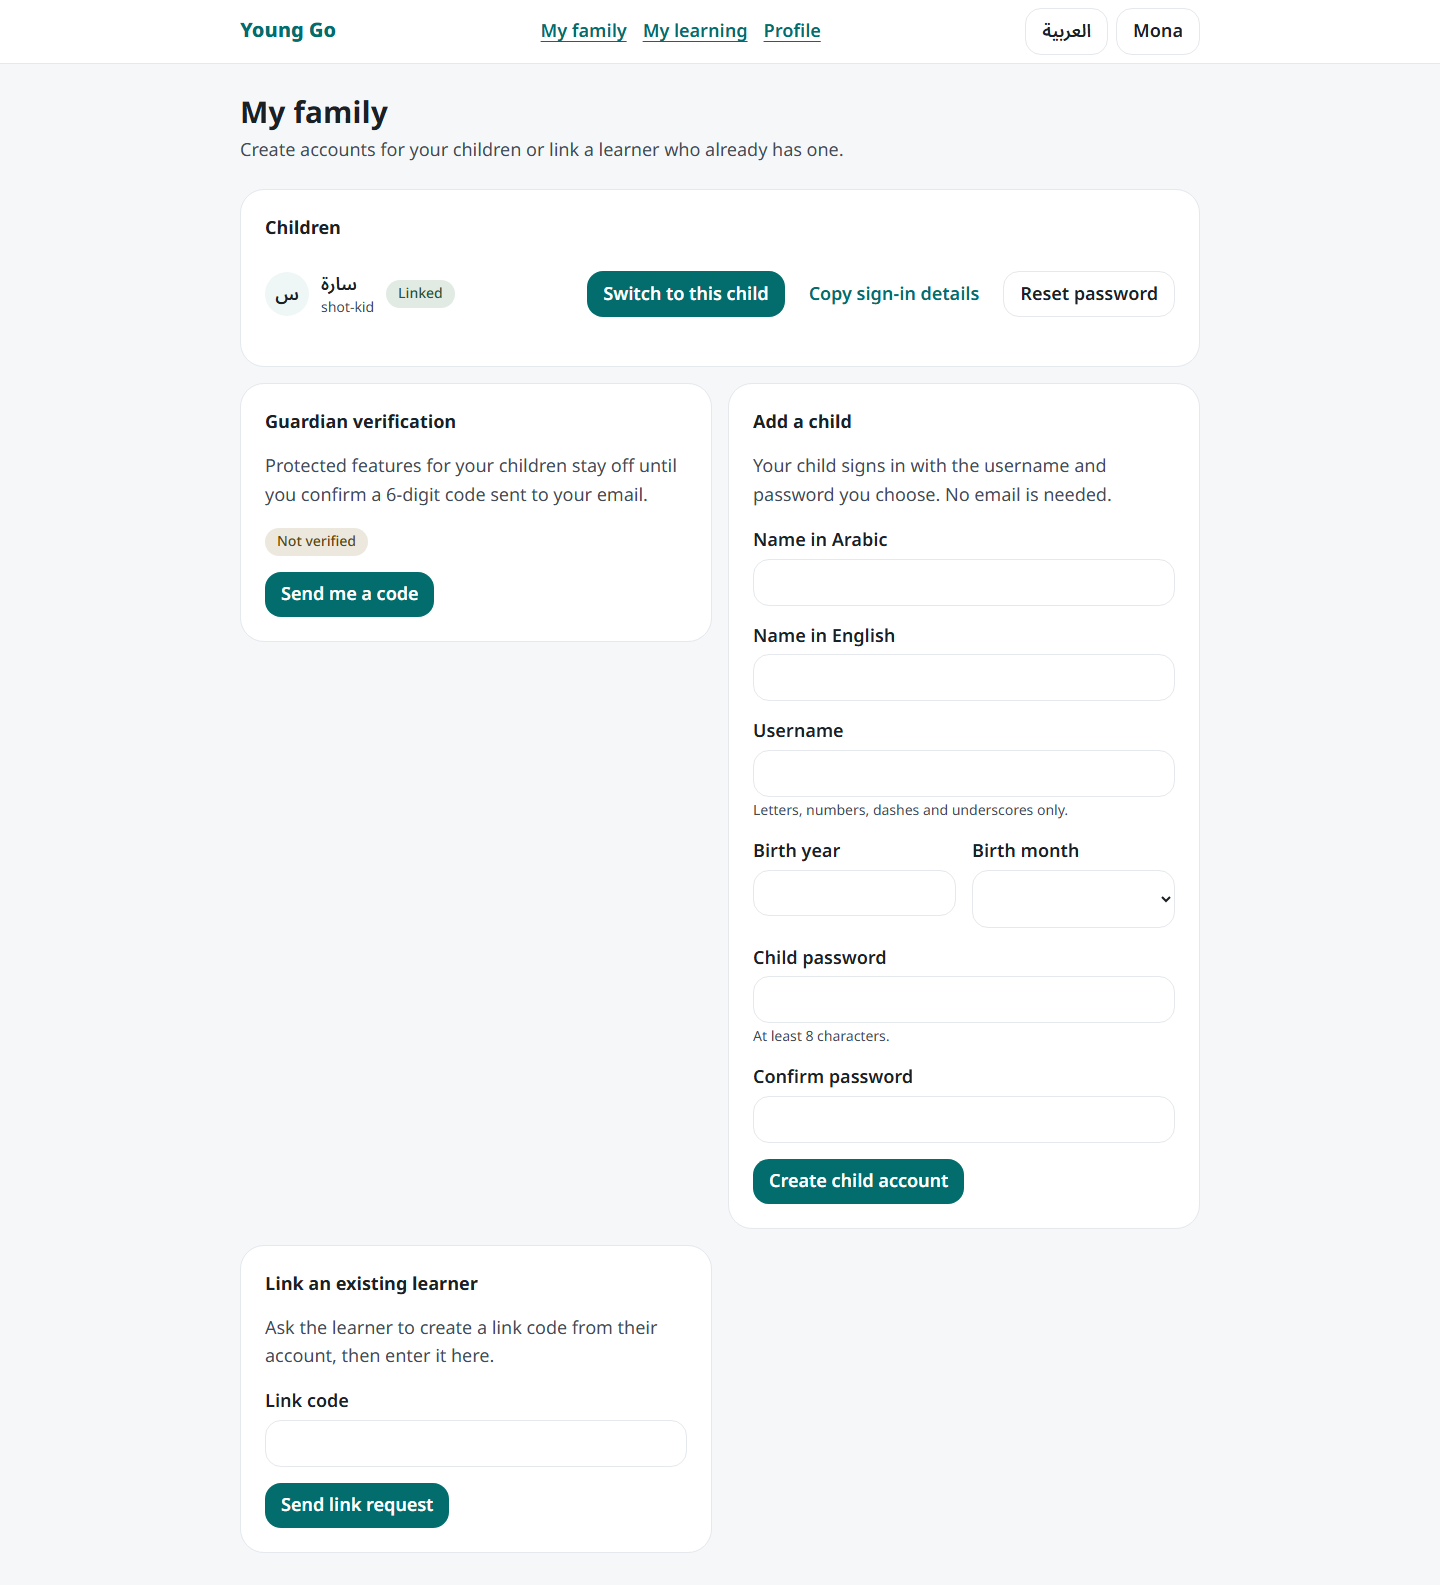 Young Go
My family
My learning
Profile
العربية
Mona
My family
Create accounts for your children or link a learner who already has one.
Children
س
سارة
shot-kid
Linked
Switch to this child
Copy sign-in details
Reset password
Guardian verification
Protected features for your children stay off until
you confirm a 6-digit code sent to your email.
Not verified
Send me a code
Add a child
Your child signs in with the username and
password you choose. No email is needed.
Name in Arabic
Name in English
Username
Letters, numbers, dashes and underscores only.
Birth year
Birth month
Child password
At least 8 characters.
Confirm password
Create child account
Link an existing learner
Ask the learner to create a link code from their
account, then enter it here.
Link code
Send link request